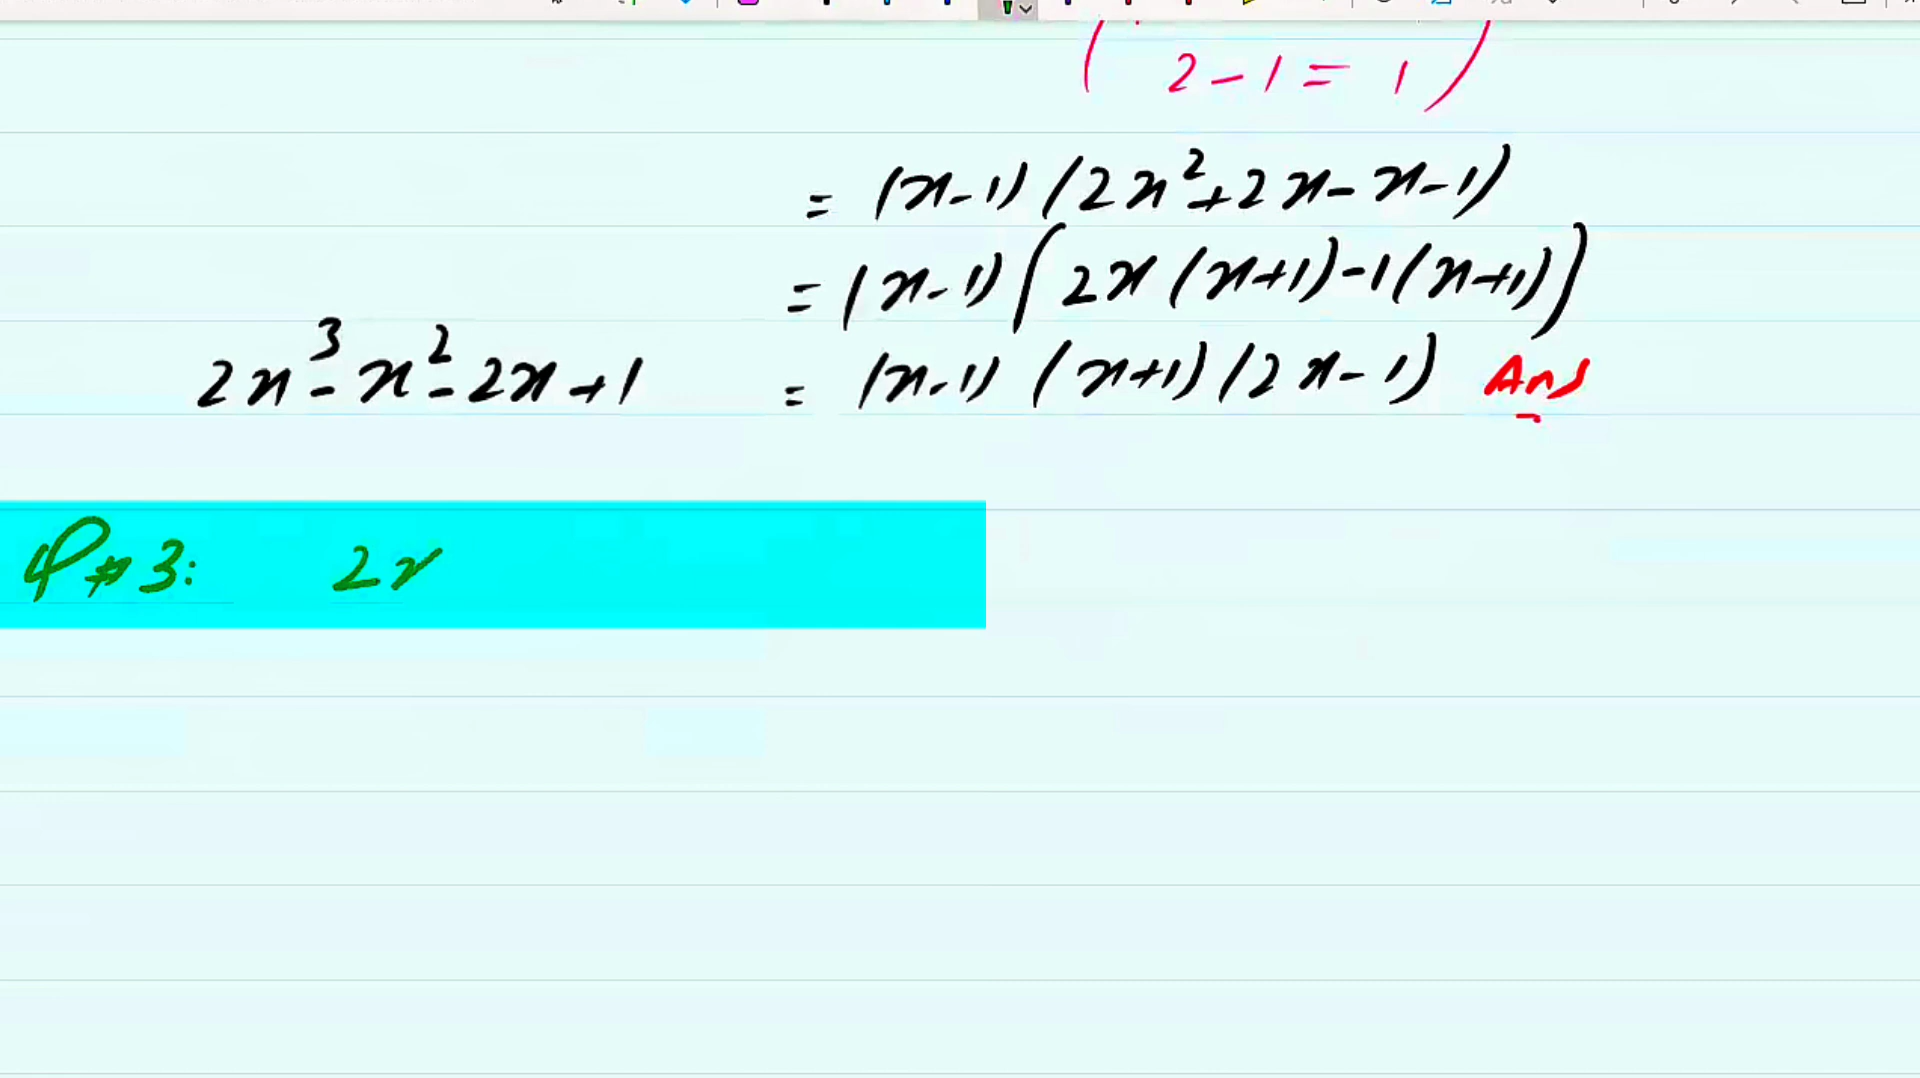 2 - 1 = 1
= (x-1) (2x²+2x-x-1)
= (x-1) (2x (x+1)-1(x+1))
2x³-x²-2x+1 = (x-1) (x+1) (2x-1) Ans
Q#3: 2x